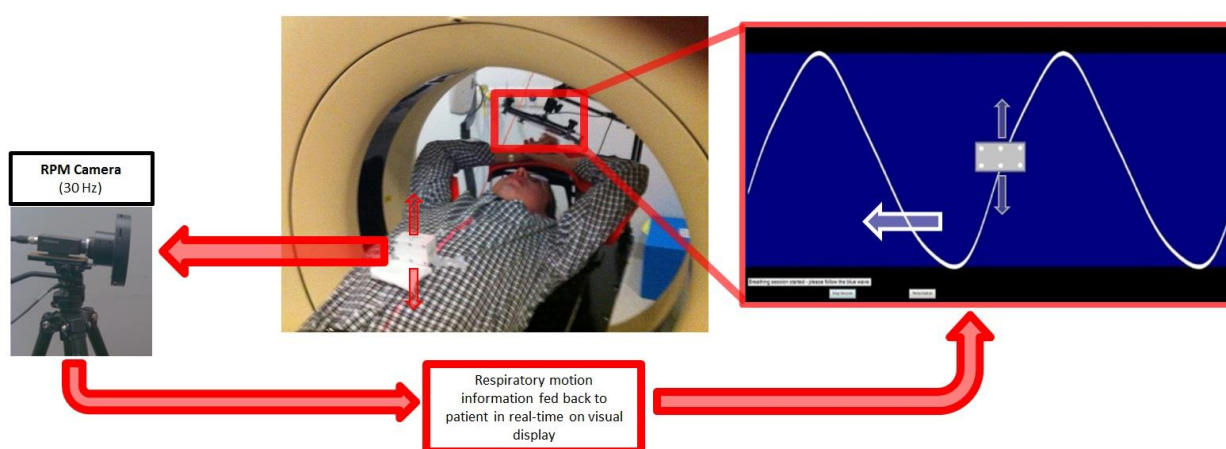 RPM Camera
(30 Hz)
Breathing session started - please follow the blue wave
Respiratory motion
information fed back to
patient in real-time on visual
display